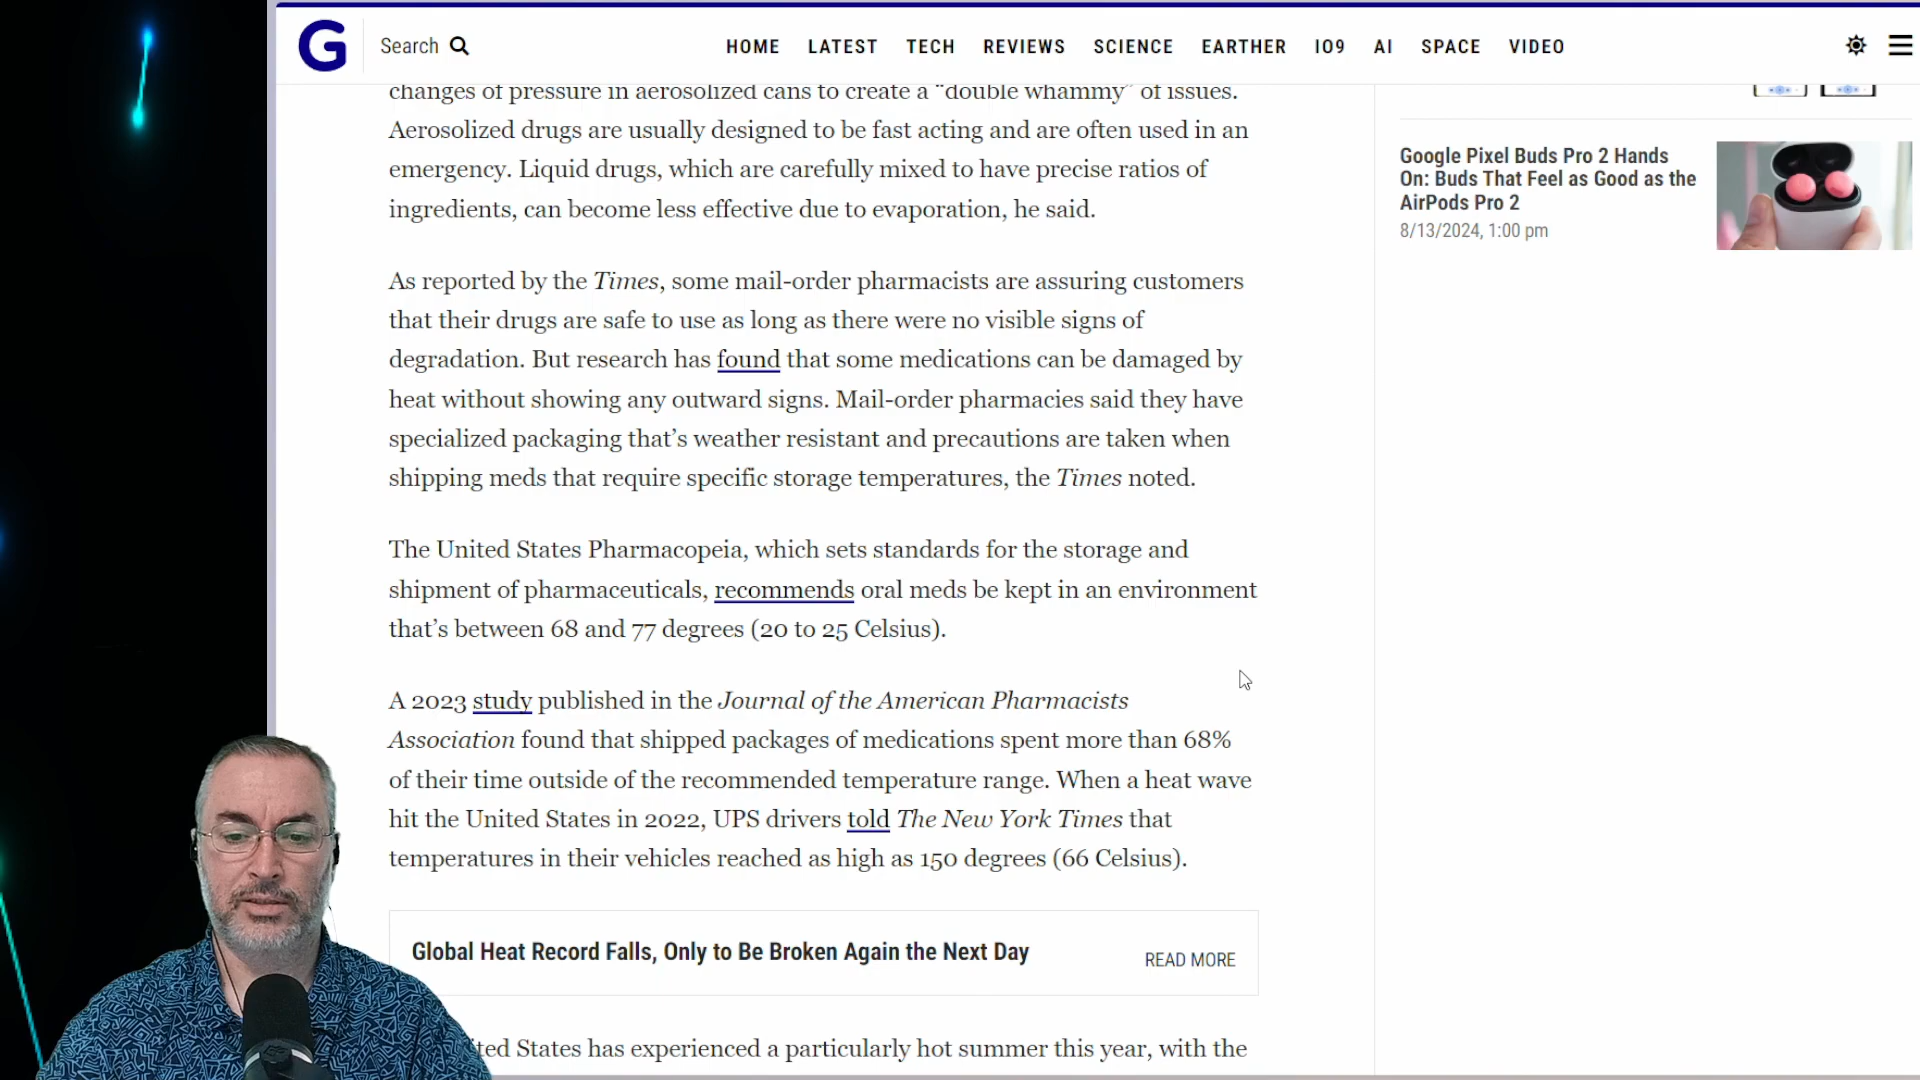 G
Search
HOME LATEST TECH REVIEWS SCIENCE EARTHER IO9 AI SPACE VIDEO
changes of pressure in aerosolized cans to create a “double whammy” of issues.
Aerosolized drugs are usually designed to be fast acting and are often used in an
emergency. Liquid drugs, which are carefully mixed to have precise ratios of
ingredients, can become less effective due to evaporation, he said.
As reported by the Times, some mail-order pharmacists are assuring customers
that their drugs are safe to use as long as there were no visible signs of
degradation. But research has found that some medications can be damaged by
heat without showing any outward signs. Mail-order pharmacies said they have
specialized packaging that’s weather resistant and precautions are taken when
shipping meds that require specific storage temperatures, the Times noted.
The United States Pharmacopeia, which sets standards for the storage and
shipment of pharmaceuticals, recommends oral meds be kept in an environment
that’s between 68 and 77 degrees (20 to 25 Celsius).
A 2023 study published in the Journal of the American Pharmacists
Association found that shipped packages of medications spent more than 68%
of their time outside of the recommended temperature range. When a heat wave
hit the United States in 2022, UPS drivers told The New York Times that
temperatures in their vehicles reached as high as 150 degrees (66 Celsius).
Global Heat Record Falls, Only to Be Broken Again the Next Day
READ MORE
ted States has experienced a particularly hot summer this year, with the
Google Pixel Buds Pro 2 Hands
On: Buds That Feel as Good as the
AirPods Pro 2
8/13/2024, 1:00 pm